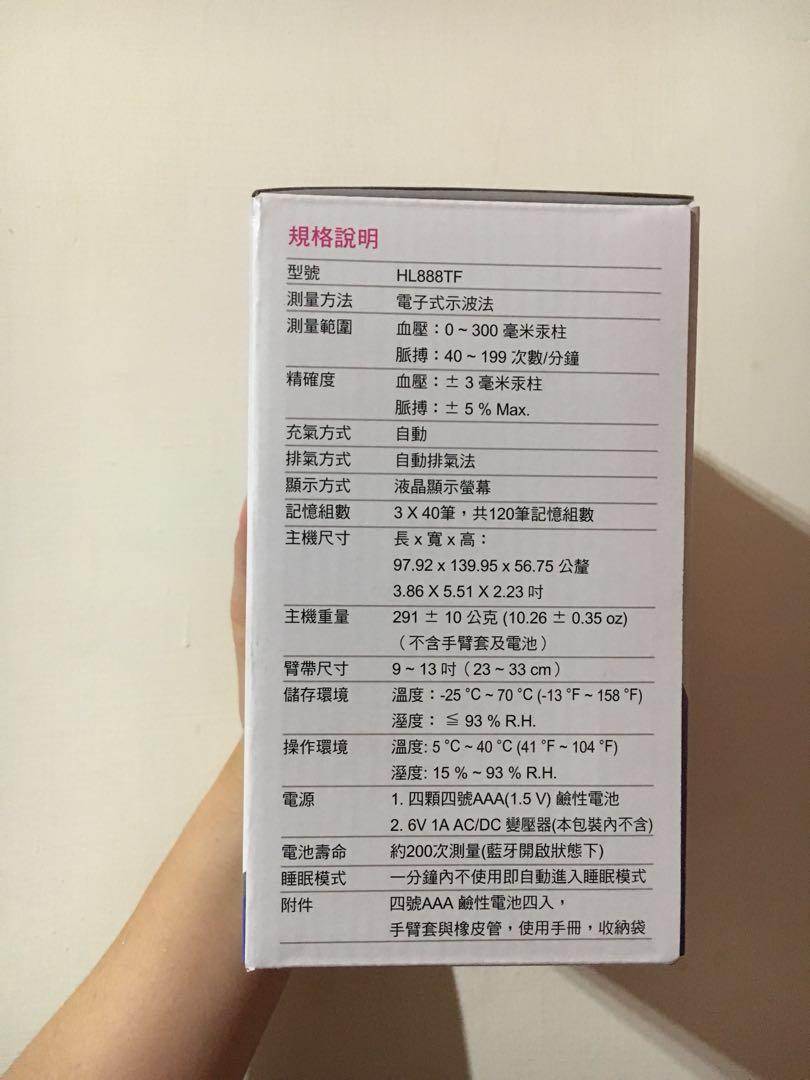 規格說明
型號 HL888TF
測量方法 電子式示波法
測量範圍 血壓：0 ~ 300 毫米汞柱
脈搏：40 ~ 199 次數/分鐘
精確度 血壓：± 3 毫米汞柱
脈搏：± 5 % Max.
充氣方式 自動
排氣方式 自動排氣法
顯示方式 液晶顯示螢幕
記憶組數 3 X 40筆，共120筆記憶組數
主機尺寸 長 x 寬 x 高：
97.92 x 139.95 x 56.75 公釐
3.86 X 5.51 X 2.23 吋
主機重量 291 ± 10 公克 (10.26 ± 0.35 oz)
（不含手臂套及電池）
臂帶尺寸 9 ~ 13 吋（23 ~ 33 cm）
儲存環境 溫度：-25 °C ~ 70 °C (-13 °F ~ 158 °F)
溼度：≦ 93 % R.H.
操作環境 溫度: 5 °C ~ 40 °C (41 °F ~ 104 °F)
溼度: 15 % ~ 93 % R.H.
電源 1. 四顆四號AAA(1.5 V) 鹼性電池
2. 6V 1A AC/DC 變壓器(本包裝內不含)
電池壽命 約200次測量(藍牙開啟狀態下)
睡眠模式 一分鐘內不使用即自動進入睡眠模式
附件 四號AAA 鹼性電池四入，
手臂套與橡皮管，使用手冊，收納袋